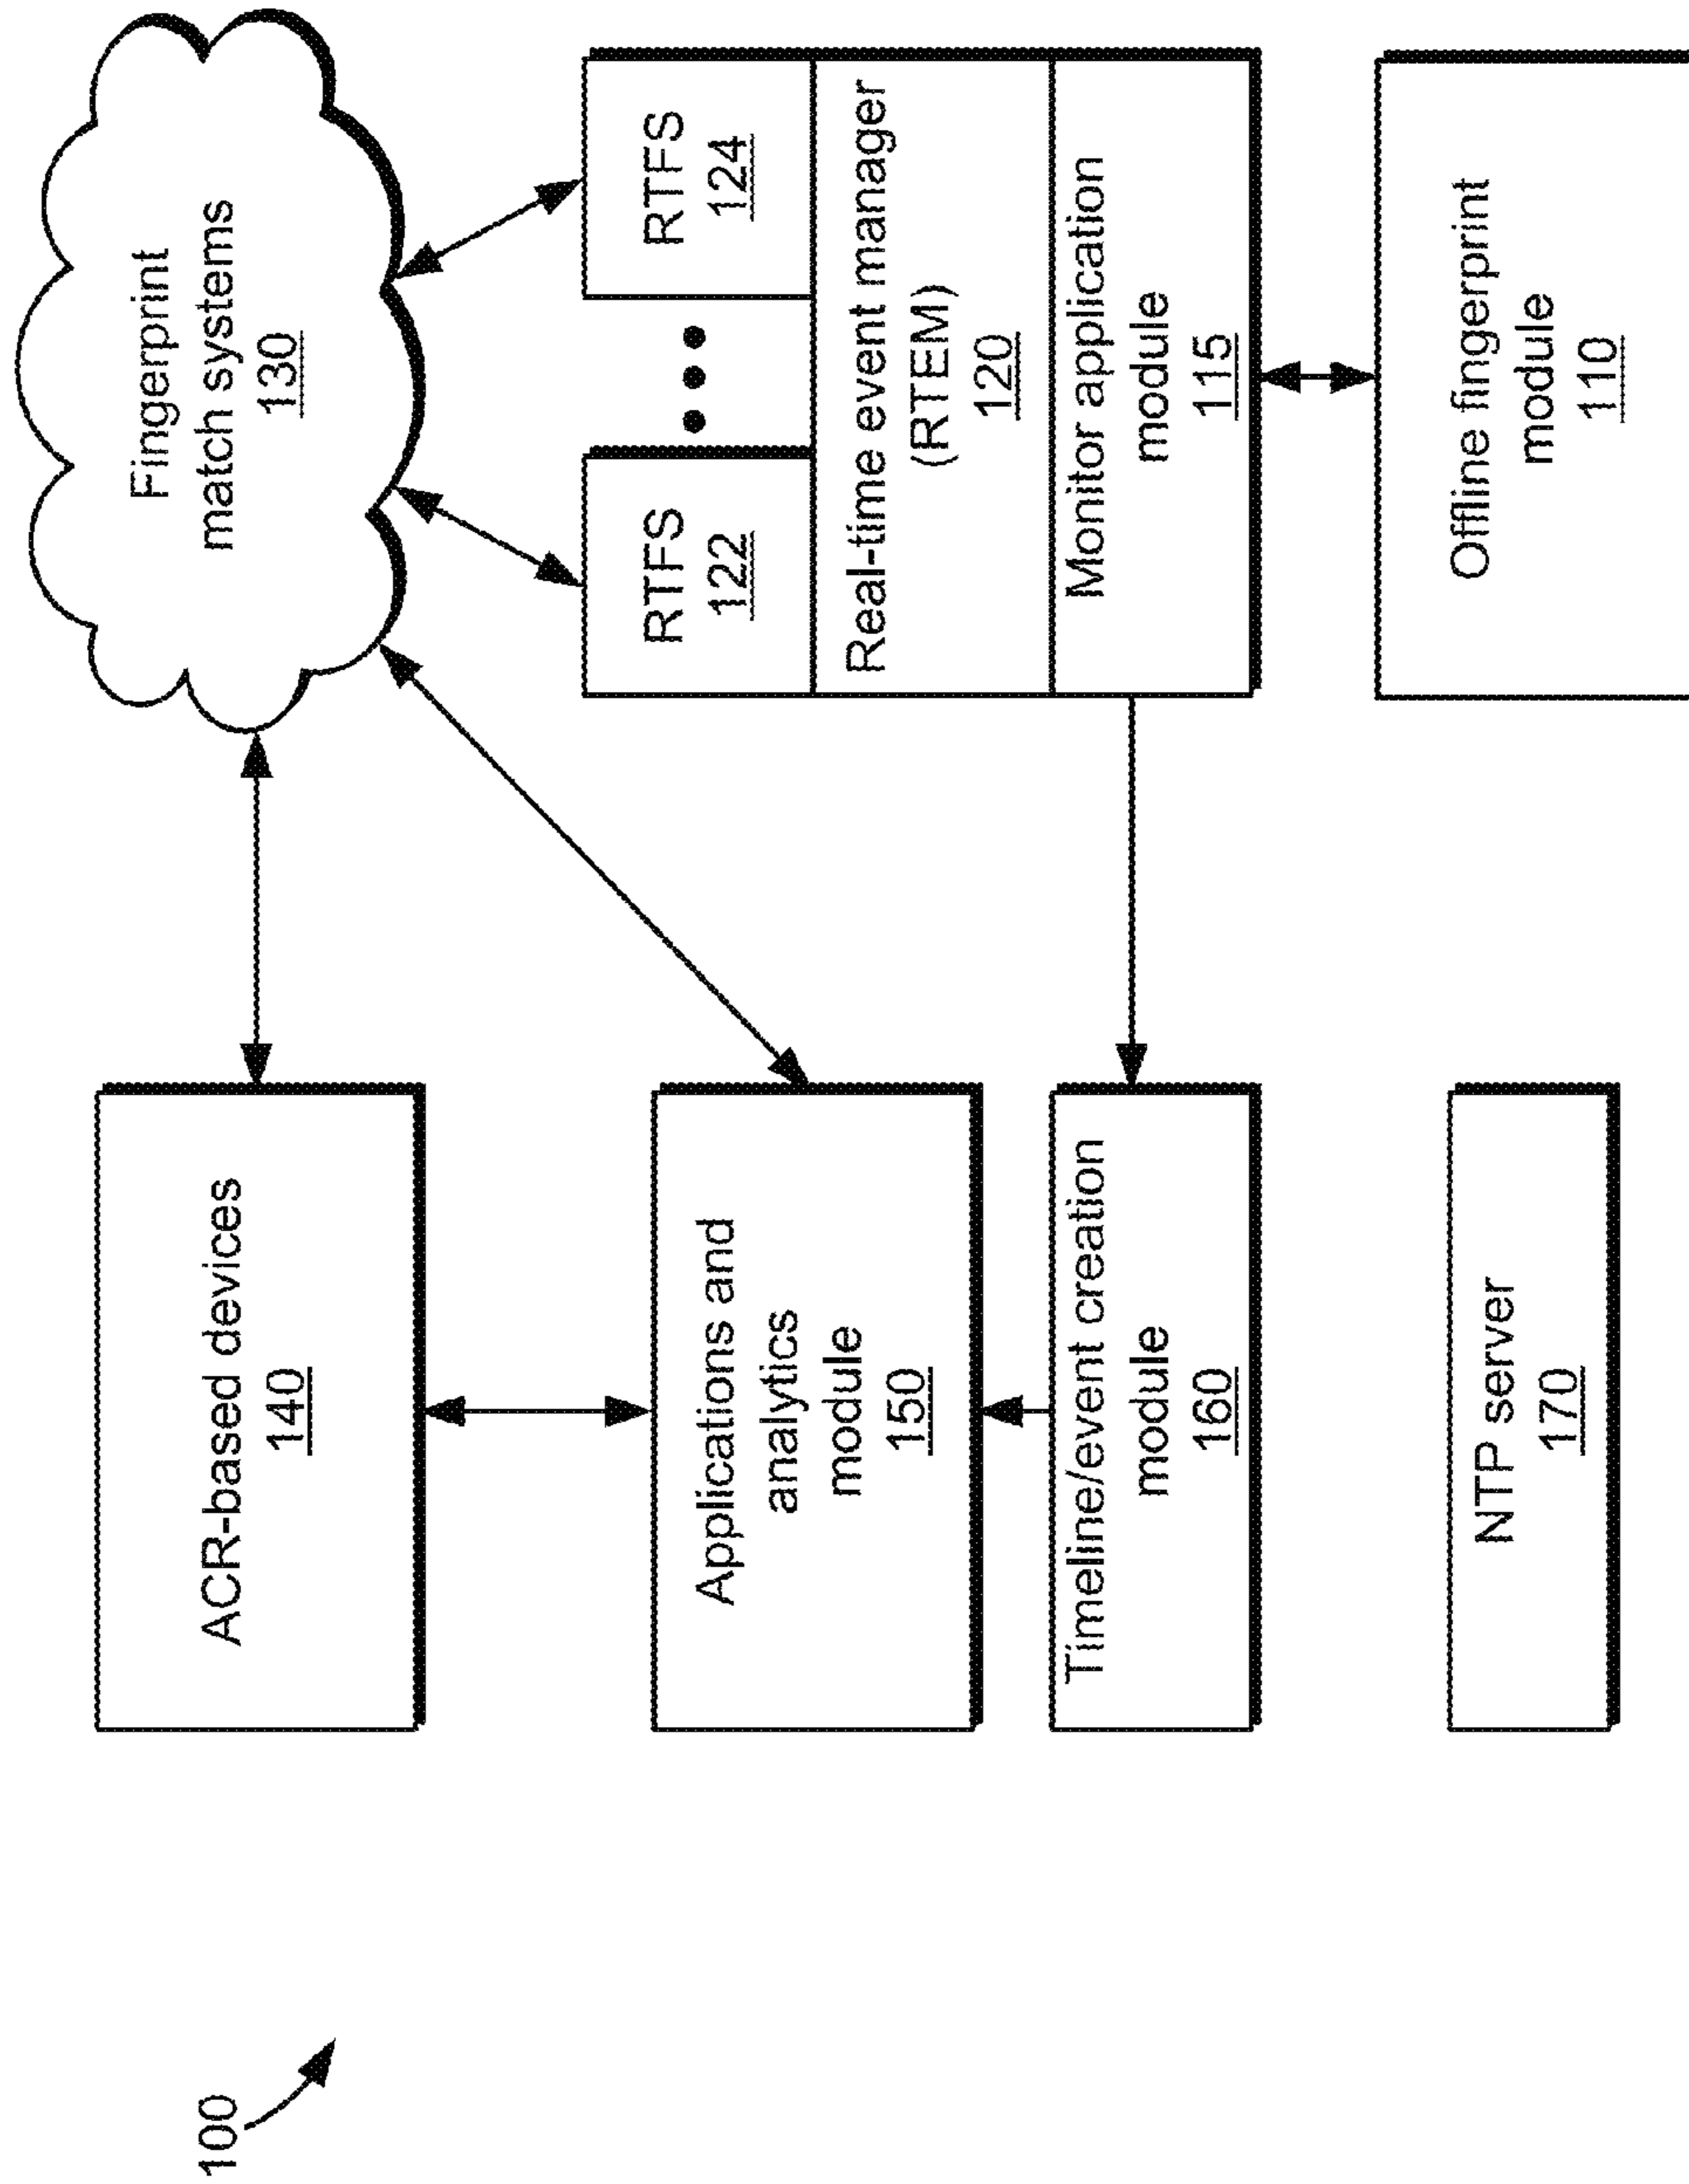 100
ACR-based devices
140
Fingerprint
match systems
130
Applications and
analytics
module
150
RTFS
122
RTFS
124
Real-time event manager
(RTEM)
120
Timeline/event creation
module
160
Monitor application
module
115
NTP server
170
Offline fingerprint
module
110